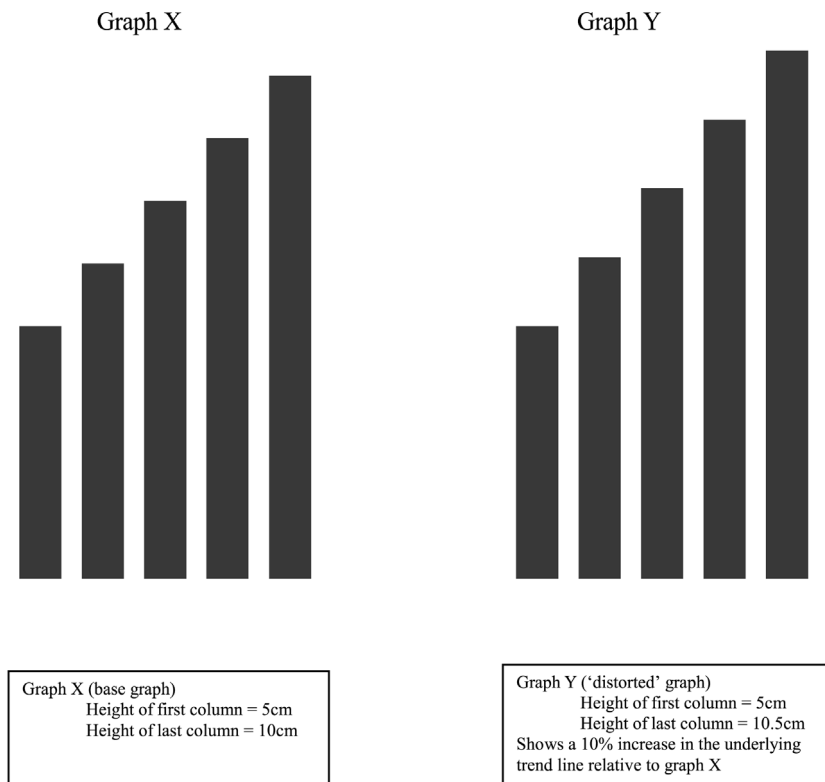 Graph X
Graph Y
Graph X (base graph)
Height of first column = 5cm
Height of last column = 10cm
Graph Y (‘distorted’ graph)
Height of first column = 5cm
Height of last column = 10.5cm
Shows a 10% increase in the underlying
trend line relative to graph X